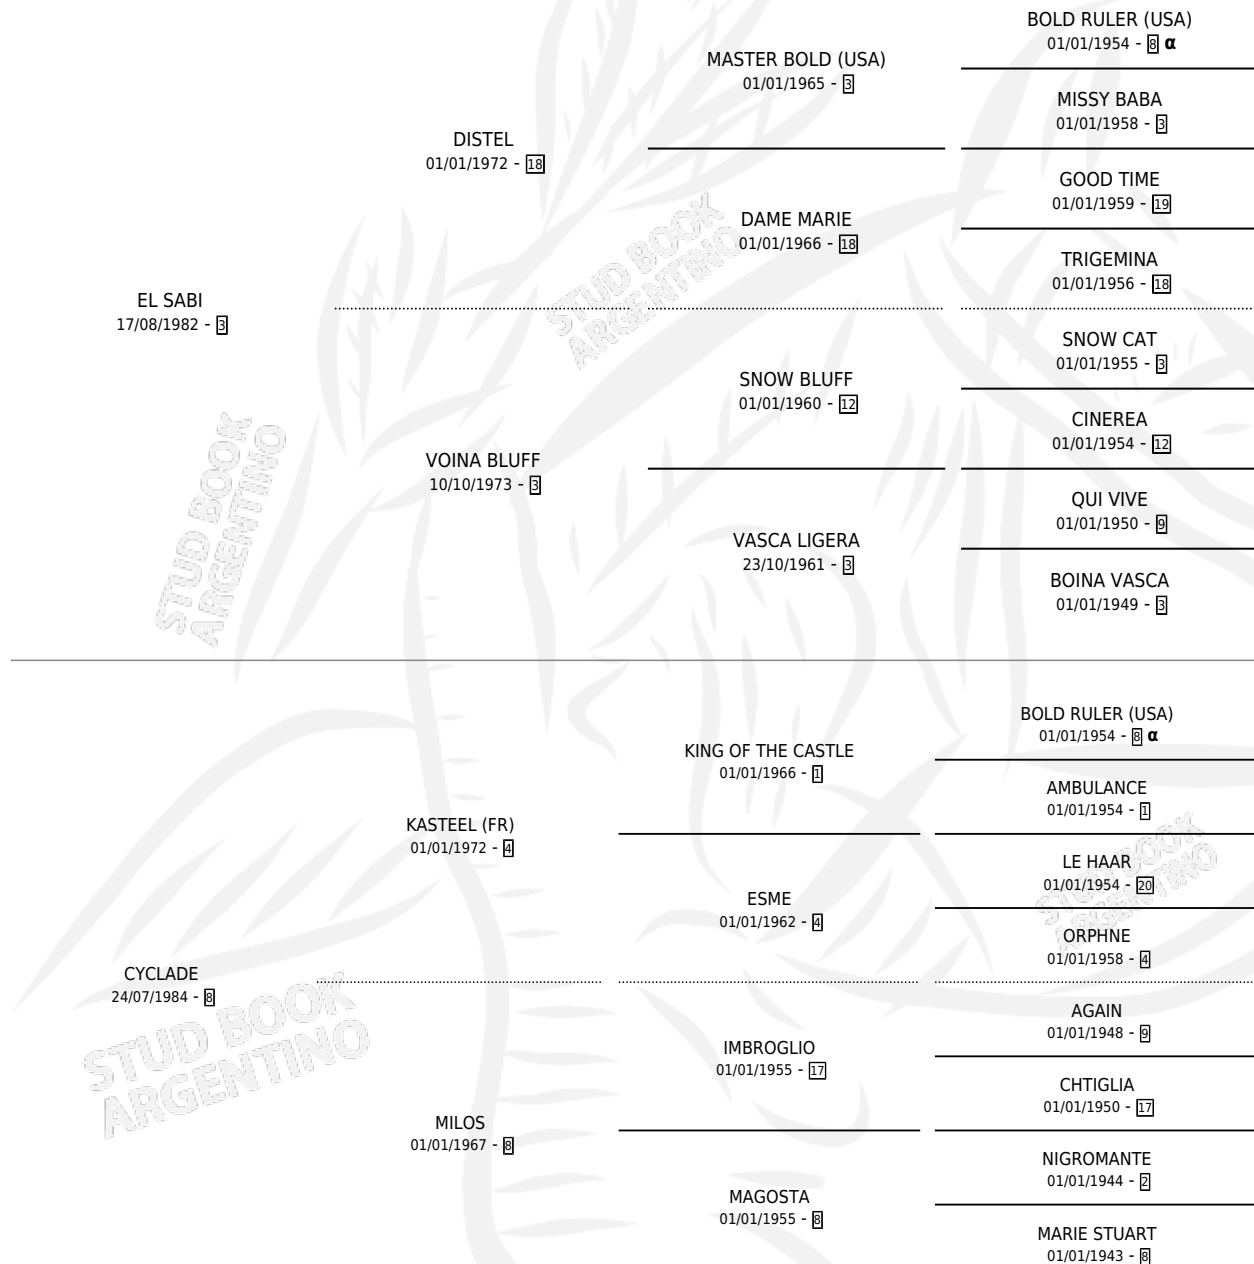 BOLD RULER (USA)
01/01/1954 - 8 α
MASTER BOLD (USA)
01/01/1965 - 3
MISSY BABA
01/01/1958 - 3
DISTEL
01/01/1972 - 18
GOOD TIME
01/01/1959 - 19
DAME MARIE
01/01/1966 - 18
TRIGEMINA
01/01/1956 - 18
EL SABI
17/08/1982 - 3
STUD BOOK
ARGENTINO
SNOW CAT
01/01/1955 - 3
SNOW BLUFF
01/01/1960 - 12
CINEREA
01/01/1954 - 12
VOINA BLUFF
10/10/1973 - 3
QUI VIVE
01/01/1950 - 9
VASCA LIGERA
23/10/1961 - 3
BOINA VASCA
01/01/1949 - 3
STUD BOOK
ARGENTINO
BOLD RULER (USA)
01/01/1954 - 8 α
KING OF THE CASTLE
01/01/1966 - 1
AMBULANCE
01/01/1954 - 1
KASTEEL (FR)
01/01/1972 - 4
LE HAAR
01/01/1954 - 20
STUD BOOK
ARGENTINO
ESME
01/01/1962 - 4
ORPHNE
01/01/1958 - 4
CYCLADE
24/07/1984 - 8
STUD BOOK
ARGENTINO
AGAIN
01/01/1948 - 9
IMBROGLIO
01/01/1955 - 17
CHTIGLIA
01/01/1950 - 17
MILOS
01/01/1967 - 8
NIGROMANTE
01/01/1944 - 2
MAGOSTA
01/01/1955 - 8
MARIE STUART
01/01/1943 - 8